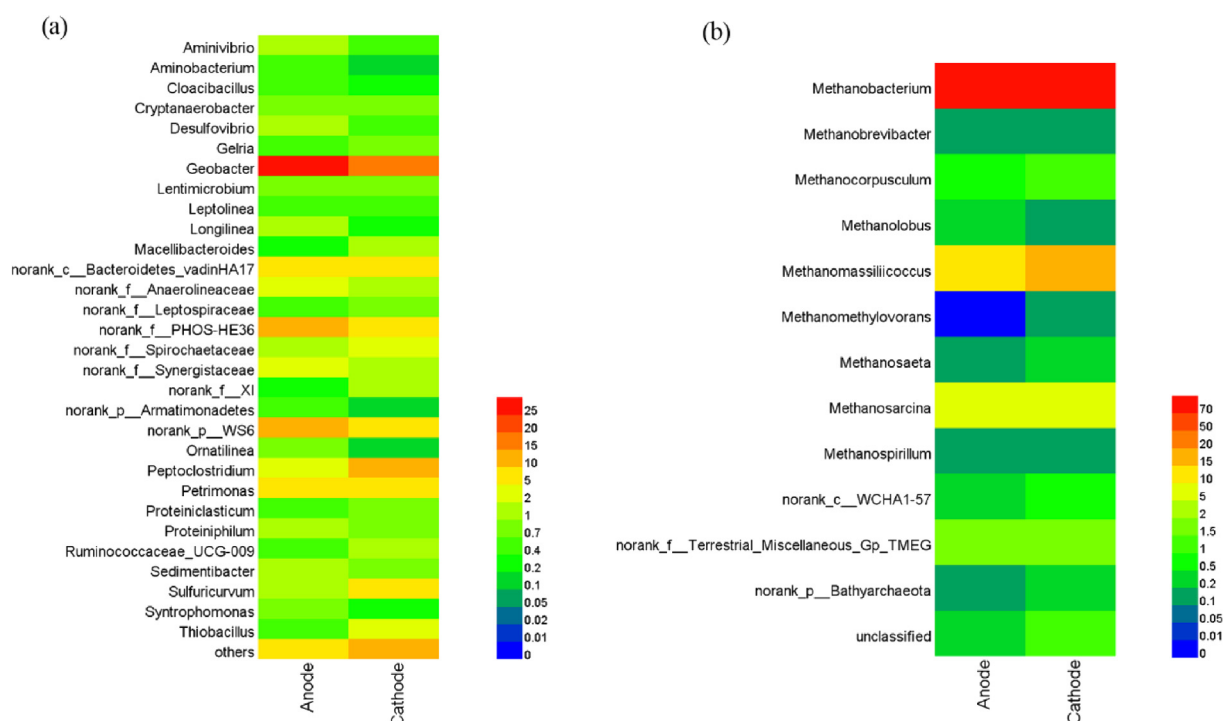 (a)
Aminivibrio
Aminobacterium
Cloacibacillus
Cryptanaerobacter
Desulfovibrio
Gelria
Geobacter
Lentimicrobium
Leptolinea
Longilinea
Macellibacteroides
norank_c__Bacteroidetes_vadinHA17
norank_f__Anaerolineaceae
norank_f__Leptospiraceae
norank_f__PHOS-HE36
norank_f__Spirochaetaceae
norank_f__Synergistaceae
norank_f__XI
norank_p__Armatimonadetes
norank_p__WS6
Ornatilinea
Peptoclostridium
Petrimonas
Proteiniclasticum
Proteiniphilum
Ruminococcaceae_UCG-009
Sedimentibacter
Sulfuricurvum
Syntrophomonas
Thiobacillus
others
Anode
Cathode
25
20
15
10
5
2
1
0.7
0.4
0.2
0.1
0.05
0.02
0.01
0
(b)
Methanobacterium
Methanobrevibacter
Methanocorpusculum
Methanolobus
Methanomassiliicoccus
Methanomethylovorans
Methanosaeta
Methanosarcina
Methanospirillum
norank_c__WCHA1-57
norank_f__Terrestrial_Miscellaneous_Gp_TMEG
norank_p__Bathyarchaeota
unclassified
Anode
Cathode
70
50
20
15
10
5
2
1.5
1
0.5
0.2
0.1
0.05
0.01
0